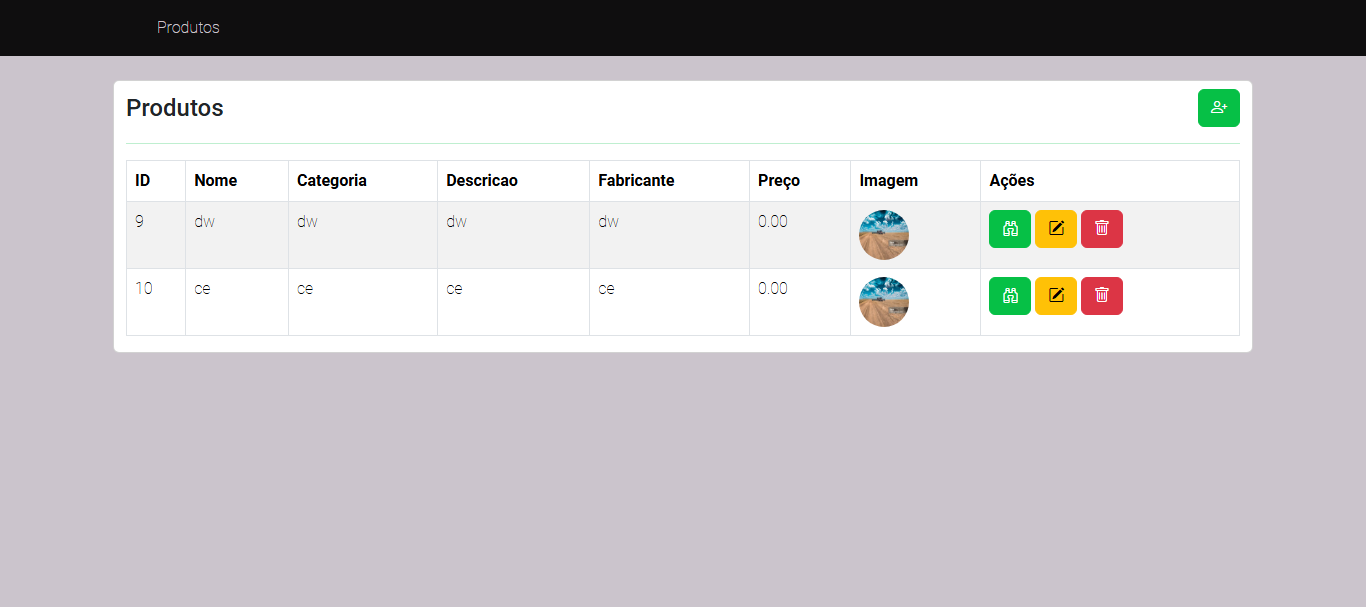 Produtos
Produtos
ID Nome Categoria Descricao Fabricante Preço Imagem Ações
9 dw dw dw dw 0.00
10 ce ce ce ce 0.00